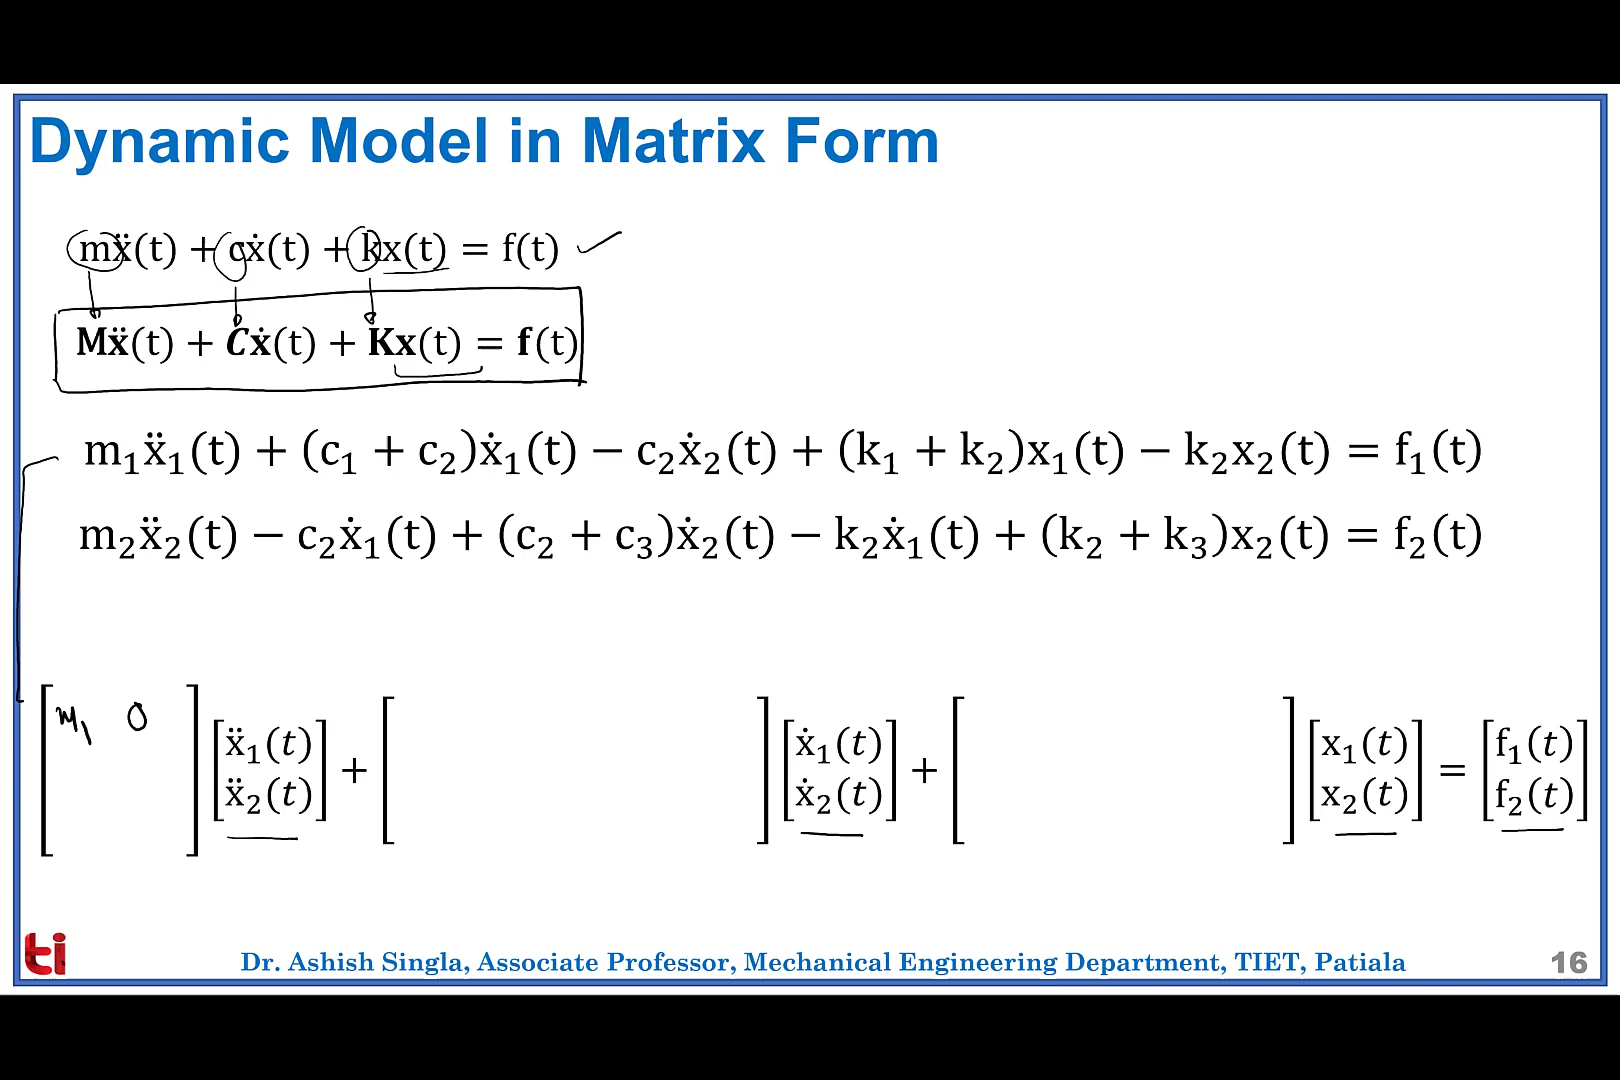 Dynamic Model in Matrix Form
mẍ(t) + cẋ(t) + kx(t) = f(t)
Mẍ(t) + Cẋ(t) + Kx(t) = f(t)
m₁ẍ₁(t) + (c₁ + c₂)ẋ₁(t) − c₂ẋ₂(t) + (k₁ + k₂)x₁(t) − k₂x₂(t) = f₁(t)
m₂ẍ₂(t) − c₂ẋ₁(t) + (c₂ + c₃)ẋ₂(t) − k₂ẋ₁(t) + (k₂ + k₃)x₂(t) = f₂(t)
[m₁ 0 ] [ẍ₁(t) + [ ] [ẋ₁(t) + [ ] [x₁(t) = [f₁(t)
ẍ₂(t)] ẋ₂(t)] x₂(t)] f₂(t)]
ti
Dr. Ashish Singla, Associate Professor, Mechanical Engineering Department, TIET, Patiala
16